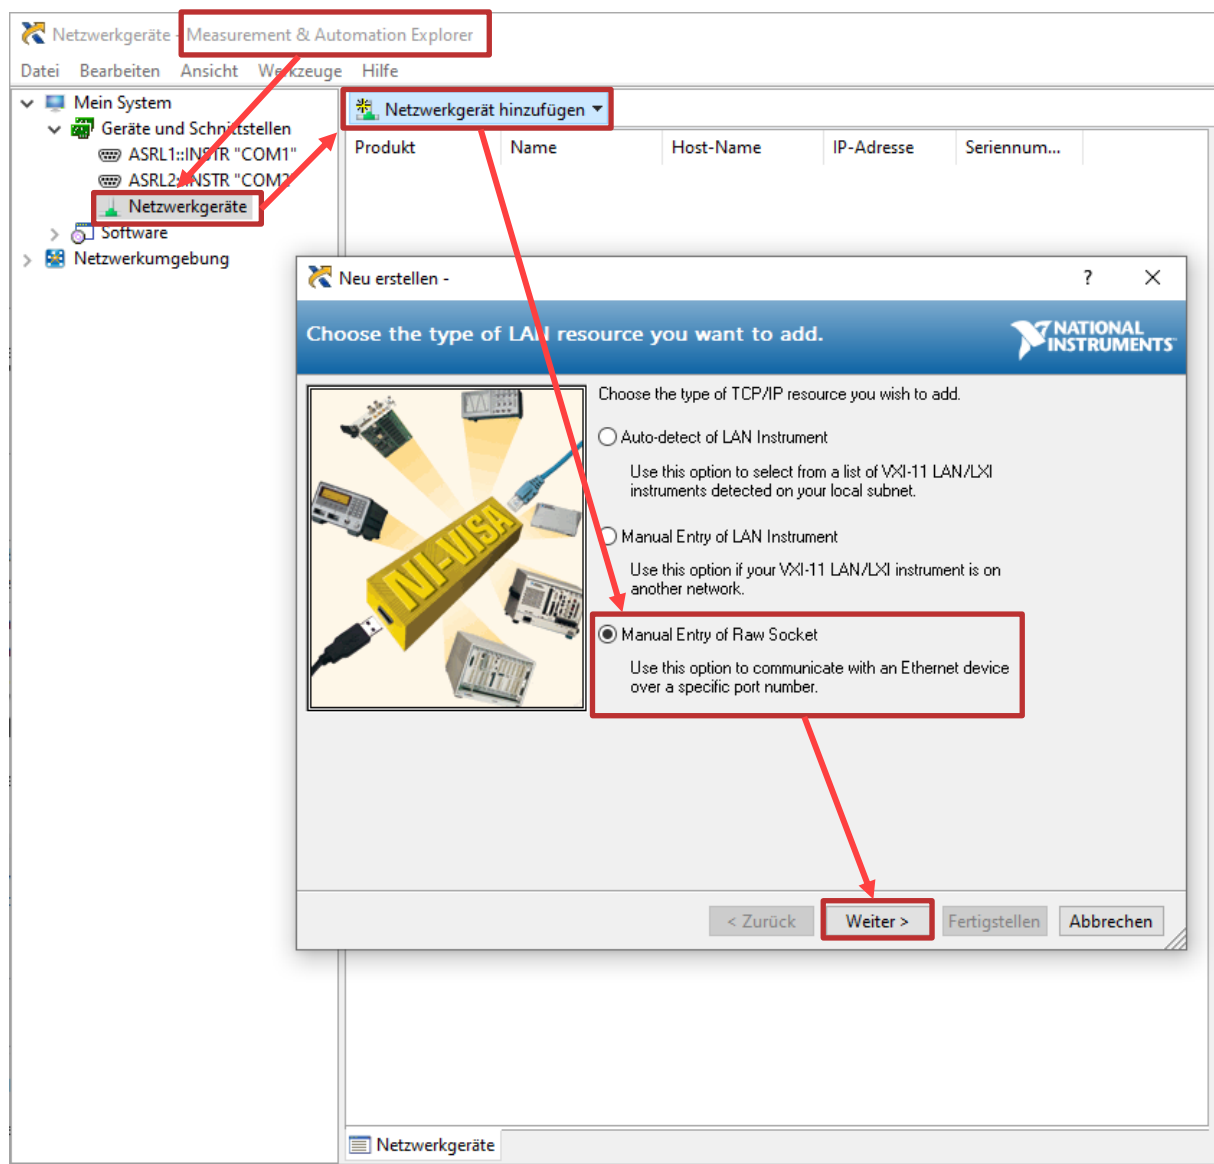 Netzwerkgeräte - Measurement & Automation Explorer
Datei Bearbeiten Ansicht Werkzeuge Hilfe
Mein System
Geräte und Schnittstellen
ASRL1::INSTR "COM1"
ASRL2::INSTR "COM2"
Netzwerkgeräte
Software
Netzwerkumgebung
Netzwerkgerät hinzufügen
Produkt Name Host-Name IP-Adresse Seriennum...
Neu erstellen -
?
Choose the type of LAN resource you want to add.
NATIONAL
INSTRUMENTS
NI-VISA
Choose the type of TCP/IP resource you wish to add.
Auto-detect of LAN Instrument
Use this option to select from a list of VXI-11 LAN/LXI
instruments detected on your local subnet.
Manual Entry of LAN Instrument
Use this option if your VXI-11 LAN/LXI instrument is on
another network.
Manual Entry of Raw Socket
Use this option to communicate with an Ethernet device
over a specific port number.
< Zurück Weiter > Fertigstellen Abbrechen
Netzwerkgeräte